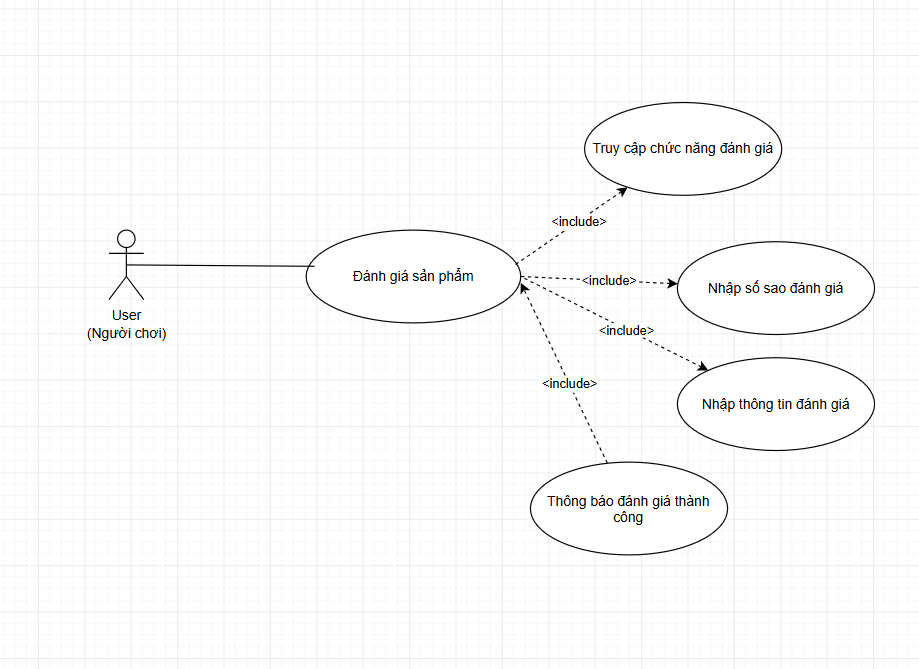 Truy cập chức năng đánh giá
<include>
Đánh giá sản phẩm
<include>
Nhập số sao đánh giá
User
(Người chơi)
<include>
<include>
Nhập thông tin đánh giá
Thông báo đánh giá thành
công